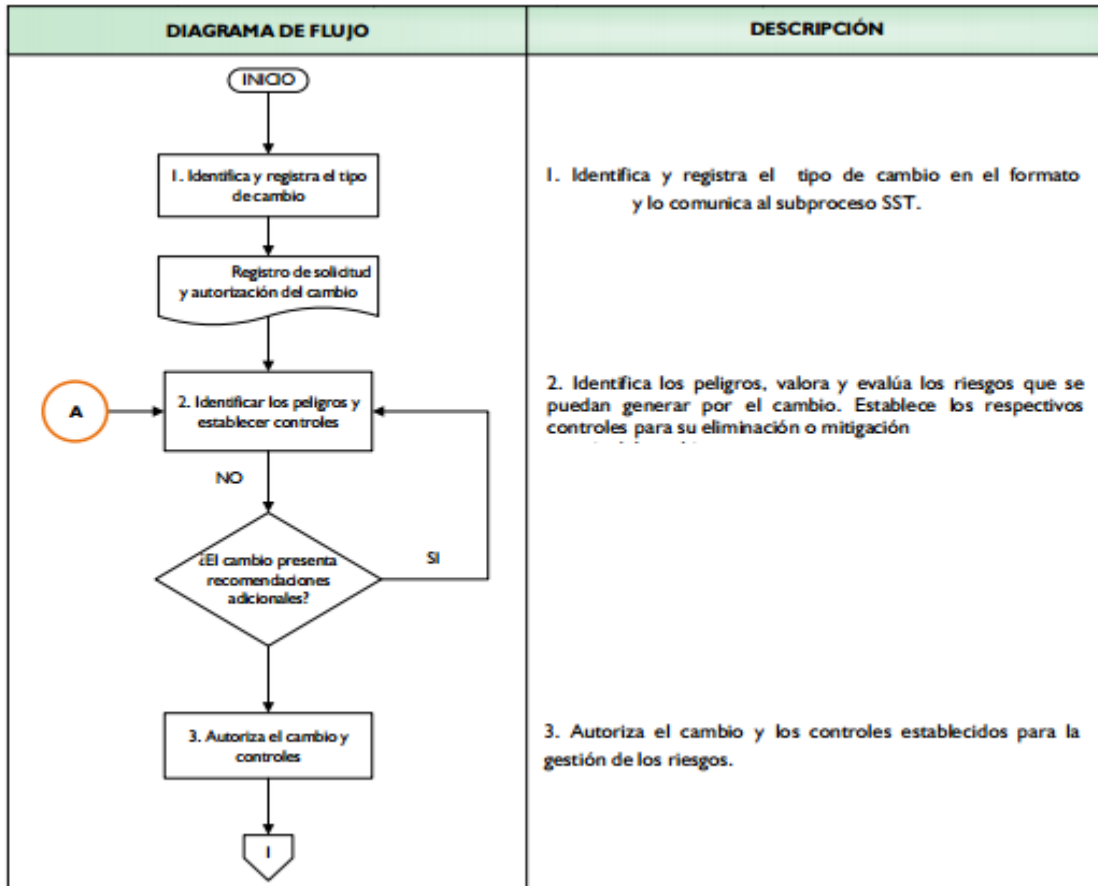 DIAGRAMA DE FLUJO
DESCRIPCIÓN
INICIO
1. Identifica y registra el tipo
de cambio
1. Identifica y registra el tipo de cambio en el formato
y lo comunica al subproceso SST.
Registro de solicitud
y autorización del cambio
A
2. Identificar los peligros y
establecer controles
2. Identifica los peligros, valora y evalúa los riesgos que se
puedan generar por el cambio. Establece los respectivos
controles para su eliminación o mitigación
NO
¿El cambio presenta
recomendaciones
adicionales?
SI
3. Autoriza el cambio y
controles
3. Autoriza el cambio y los controles establecidos para la
gestión de los riesgos.
1